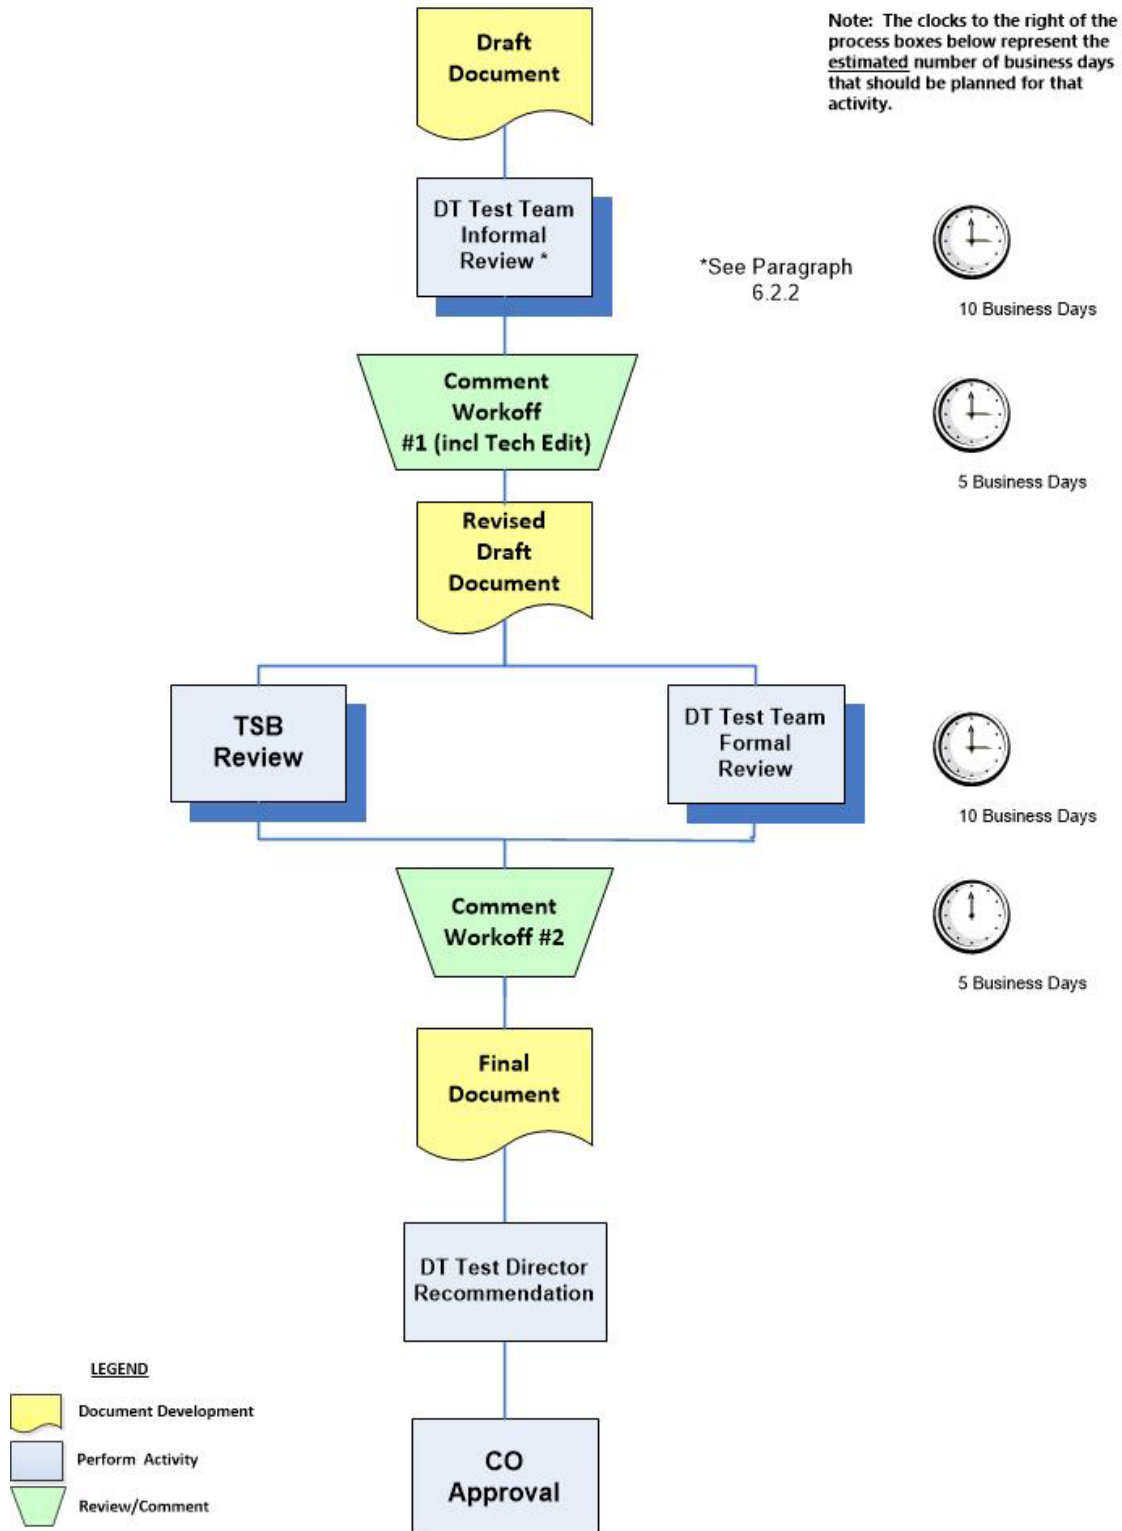 Draft
Document
Note: The clocks to the right of the
process boxes below represent the
estimated number of business days
that should be planned for that
activity.
DT Test Team
Informal
Review *
*See Paragraph
6.2.2
10 Business Days
Comment
Workoff
#1 (incl Tech Edit)
5 Business Days
Revised
Draft
Document
TSB
Review
DT Test Team
Formal
Review
10 Business Days
Comment
Workoff #2
5 Business Days
Final
Document
DT Test Director
Recommendation
LEGEND
Document Development
Perform Activity
Review/Comment
CO
Approval